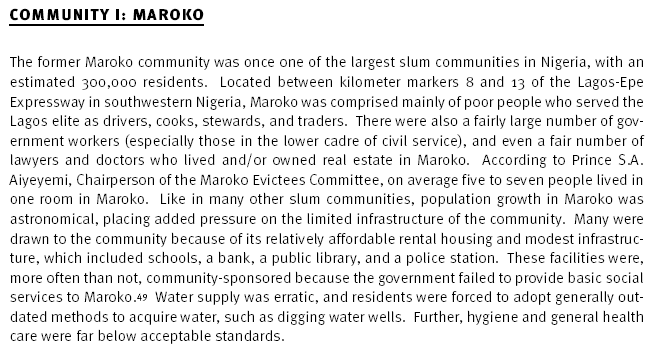 COMMUNITY I: MAROKO
The former Maroko community was once one of the largest slum communities in Nigeria, with an
estimated 300,000 residents. Located between kilometer markers 8 and 13 of the Lagos-Epe
Expressway in southwestern Nigeria, Maroko was comprised mainly of poor people who served the
Lagos elite as drivers, cooks, stewards, and traders. There were also a fairly large number of gov-
ernment workers (especially those in the lower cadre of civil service), and even a fair number of
lawyers and doctors who lived and/or owned real estate in Maroko. According to Prince S.A.
Aiyeyemi, Chairperson of the Maroko Evictees Committee, on average five to seven people lived in
one room in Maroko. Like in many other slum communities, population growth in Maroko was
astronomical, placing added pressure on the limited infrastructure of the community. Many were
drawn to the community because of its relatively affordable rental housing and modest infrastruc-
ture, which included schools, a bank, a public library, and a police station. These facilities were,
more often than not, community-sponsored because the government failed to provide basic social
services to Maroko.49 Water supply was erratic, and residents were forced to adopt generally out-
dated methods to acquire water, such as digging water wells. Further, hygiene and general health
care were far below acceptable standards.